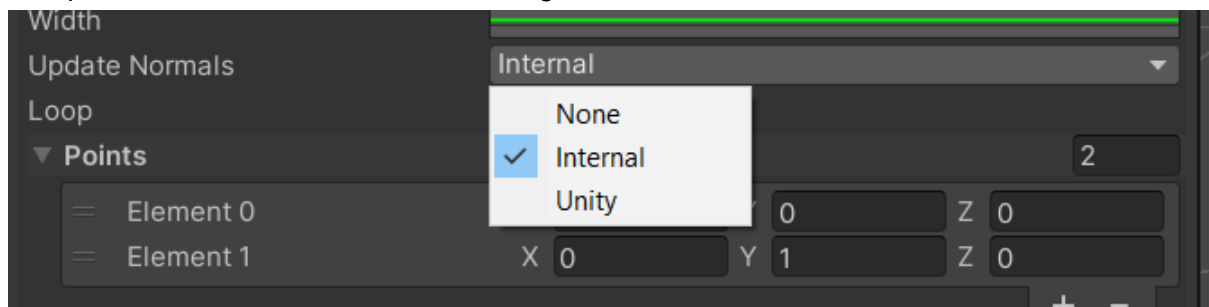 Width
Update Normals Internal
Loop None
Points Internal 2
Unity
Element 0 0 Z 0
Element 1 X 0 Y 1 Z 0
+ -